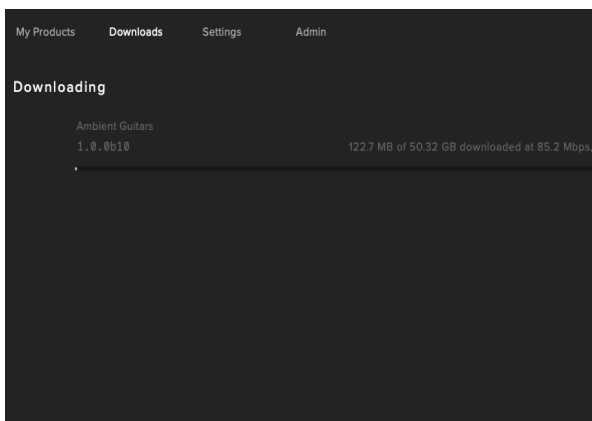 My Products Downloads Settings Admin
Downloading
Ambient Guitars
1.0.0b10 122.7 MB of 50.32 GB downloaded at 85.2 Mbps,